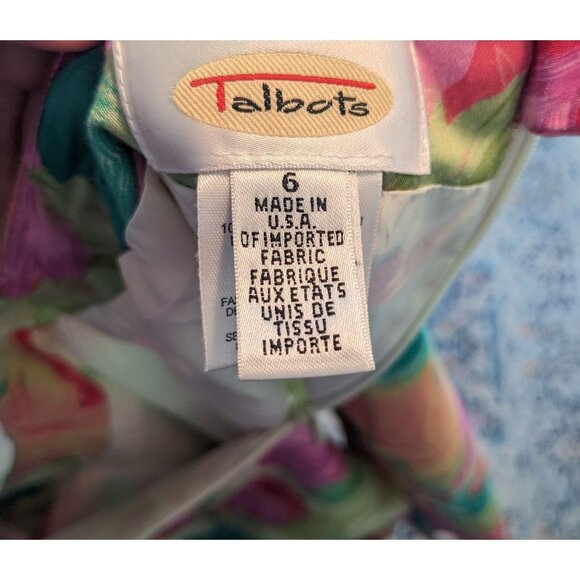 Talbots
6
MADE IN
U.S.A.
OF IMPORTED
FABRIC
FABRIQUE
AUX ETATS
UNIS DE
TISSU
IMPORTE